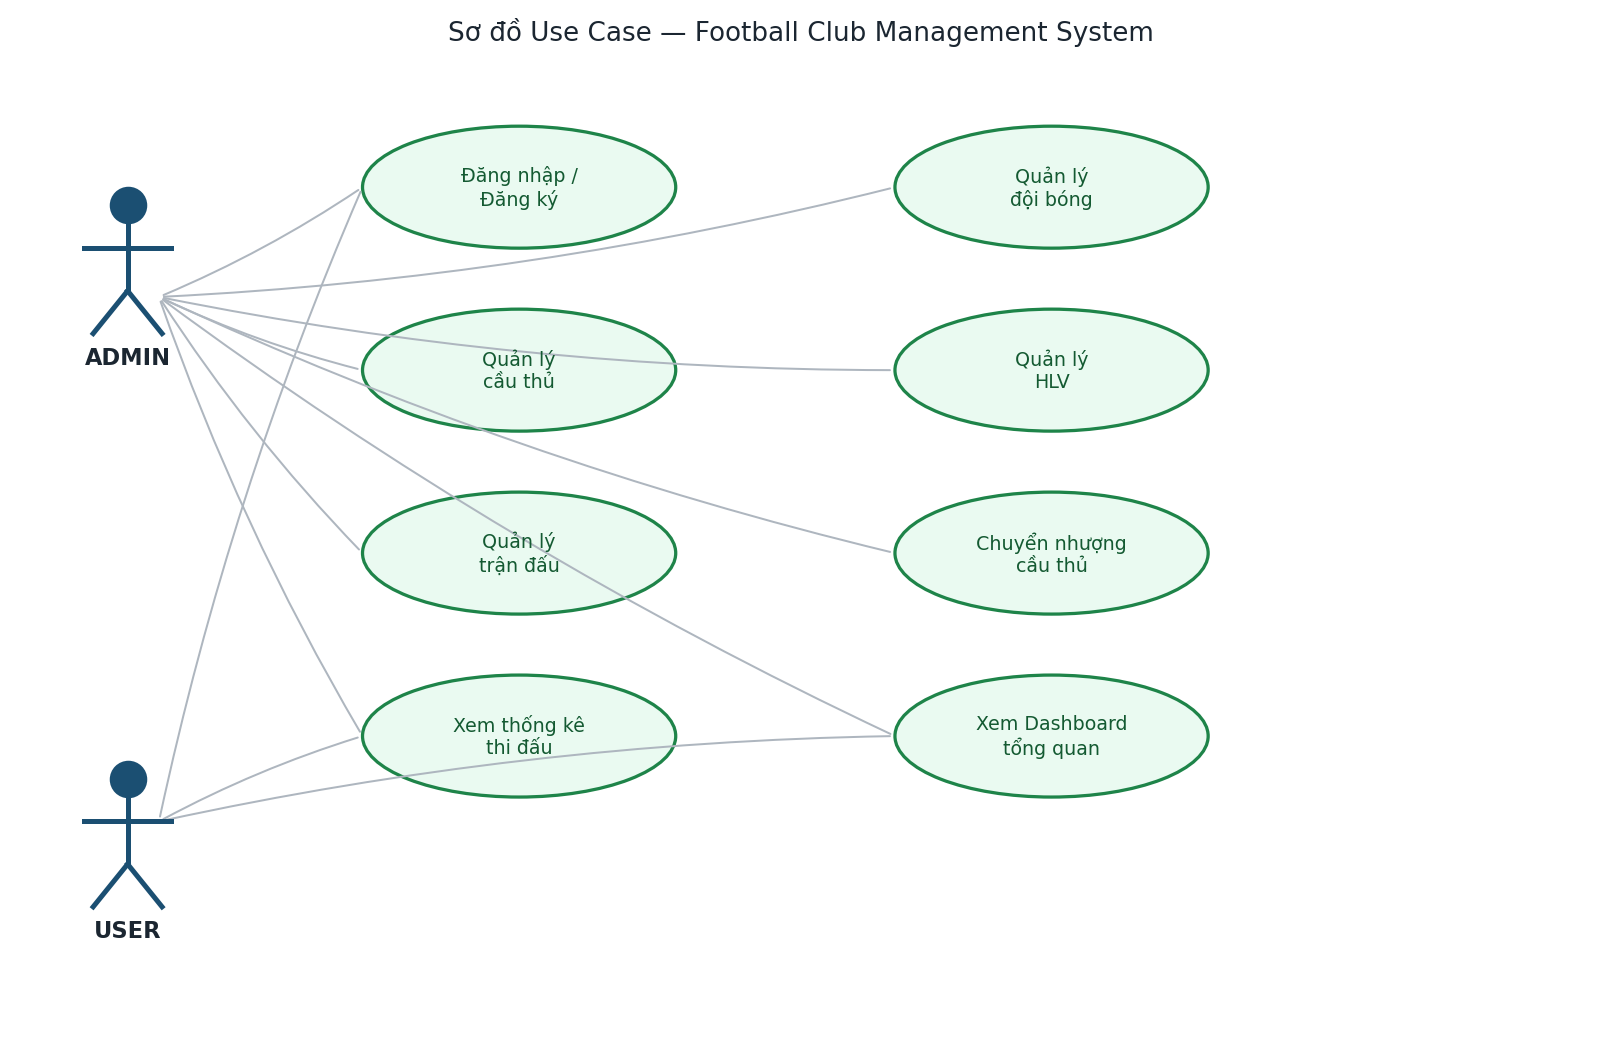 Sơ đồ Use Case — Football Club Management System
ADMIN
Đăng nhập /
Đăng ký
Quản lý
đội bóng
Quản lý
cầu thủ
Quản lý
HLV
Quản lý
trận đấu
Chuyển nhượng
cầu thủ
Xem thống kê
thi đấu
Xem Dashboard
tổng quan
USER